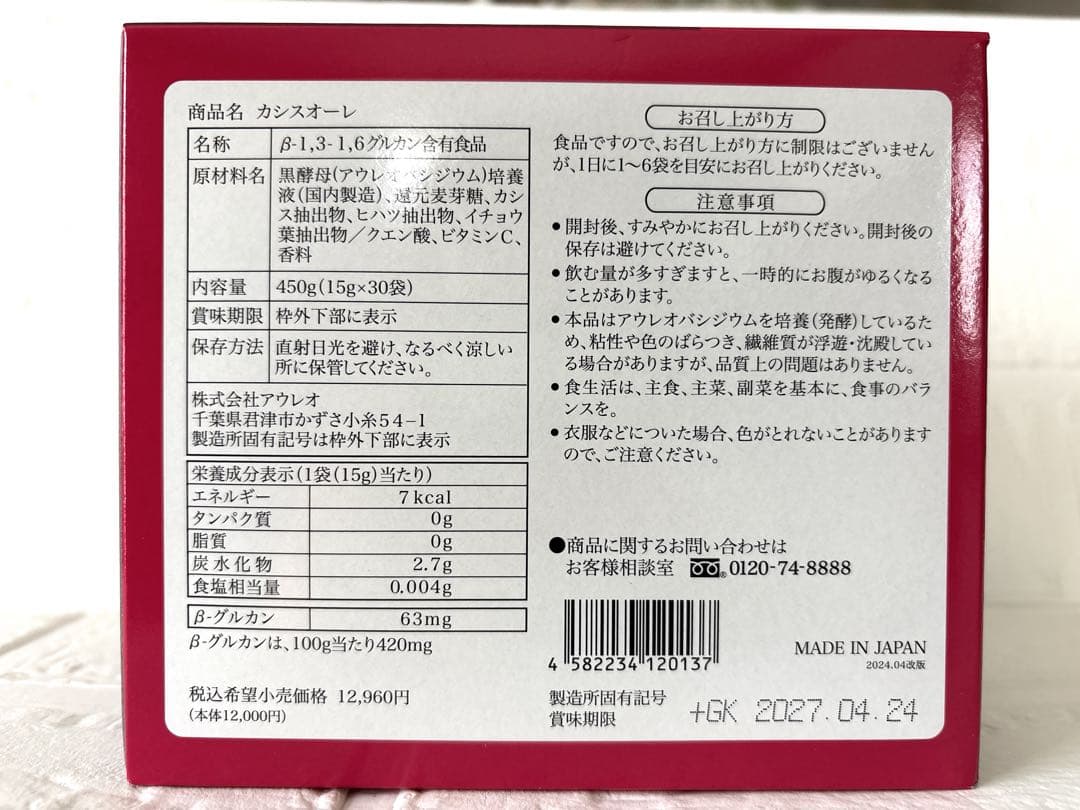 商品名 カシスオーレ
名称 β-1,3-1,6グルカン含有食品
原材料名 黒酵母(アウレオバシジウム)培養
液(国内製造)、還元麦芽糖、カシ
ス抽出物、ヒハツ抽出物、イチョウ
葉抽出物/クエン酸、ビタミンC、
香料
内容量 450g(15g×30袋)
賞味期限 枠外下部に表示
保存方法 直射日光を避け、なるべく涼しい
所に保管してください。
株式会社アウレオ
千葉県君津市かずさ小糸54-1
製造所固有記号は枠外下部に表示
栄養成分表示(1袋(15g)当たり)
エネルギー 7kcal
タンパク質 0g
脂質 0g
炭水化物 2.7g
食塩相当量 0.004g
β-グルカン 63mg
β-グルカンは、100g当たり420mg
税込希望小売価格 12,960円
(本体12,000円)
お召し上がり方
食品ですので、お召し上がり方に制限はございません
が、1日に1〜6袋を目安にお召し上がりください。
注意事項
●開封後、すみやかにお召し上がりください。開封後の
保存は避けてください。
●飲む量が多すぎますと、一時的にお腹がゆるくなる
ことがあります。
●本品はアウレオバシジウムを培養(発酵)しているた
め、粘性や色のばらつき、繊維質が浮遊・沈殿してい
る場合がありますが、品質上の問題はありません。
●食生活は、主食、主菜、副菜を基本に、食事のバラ
ンスを。
●衣服などについた場合、色がとれないことがあります
ので、ご注意ください。
●商品に関するお問い合わせは
お客様相談室 0120-74-8888
4 582234 120137
MADE IN JAPAN
2024.04改版
製造所固有記号
賞味期限 +GK 2027.04.24